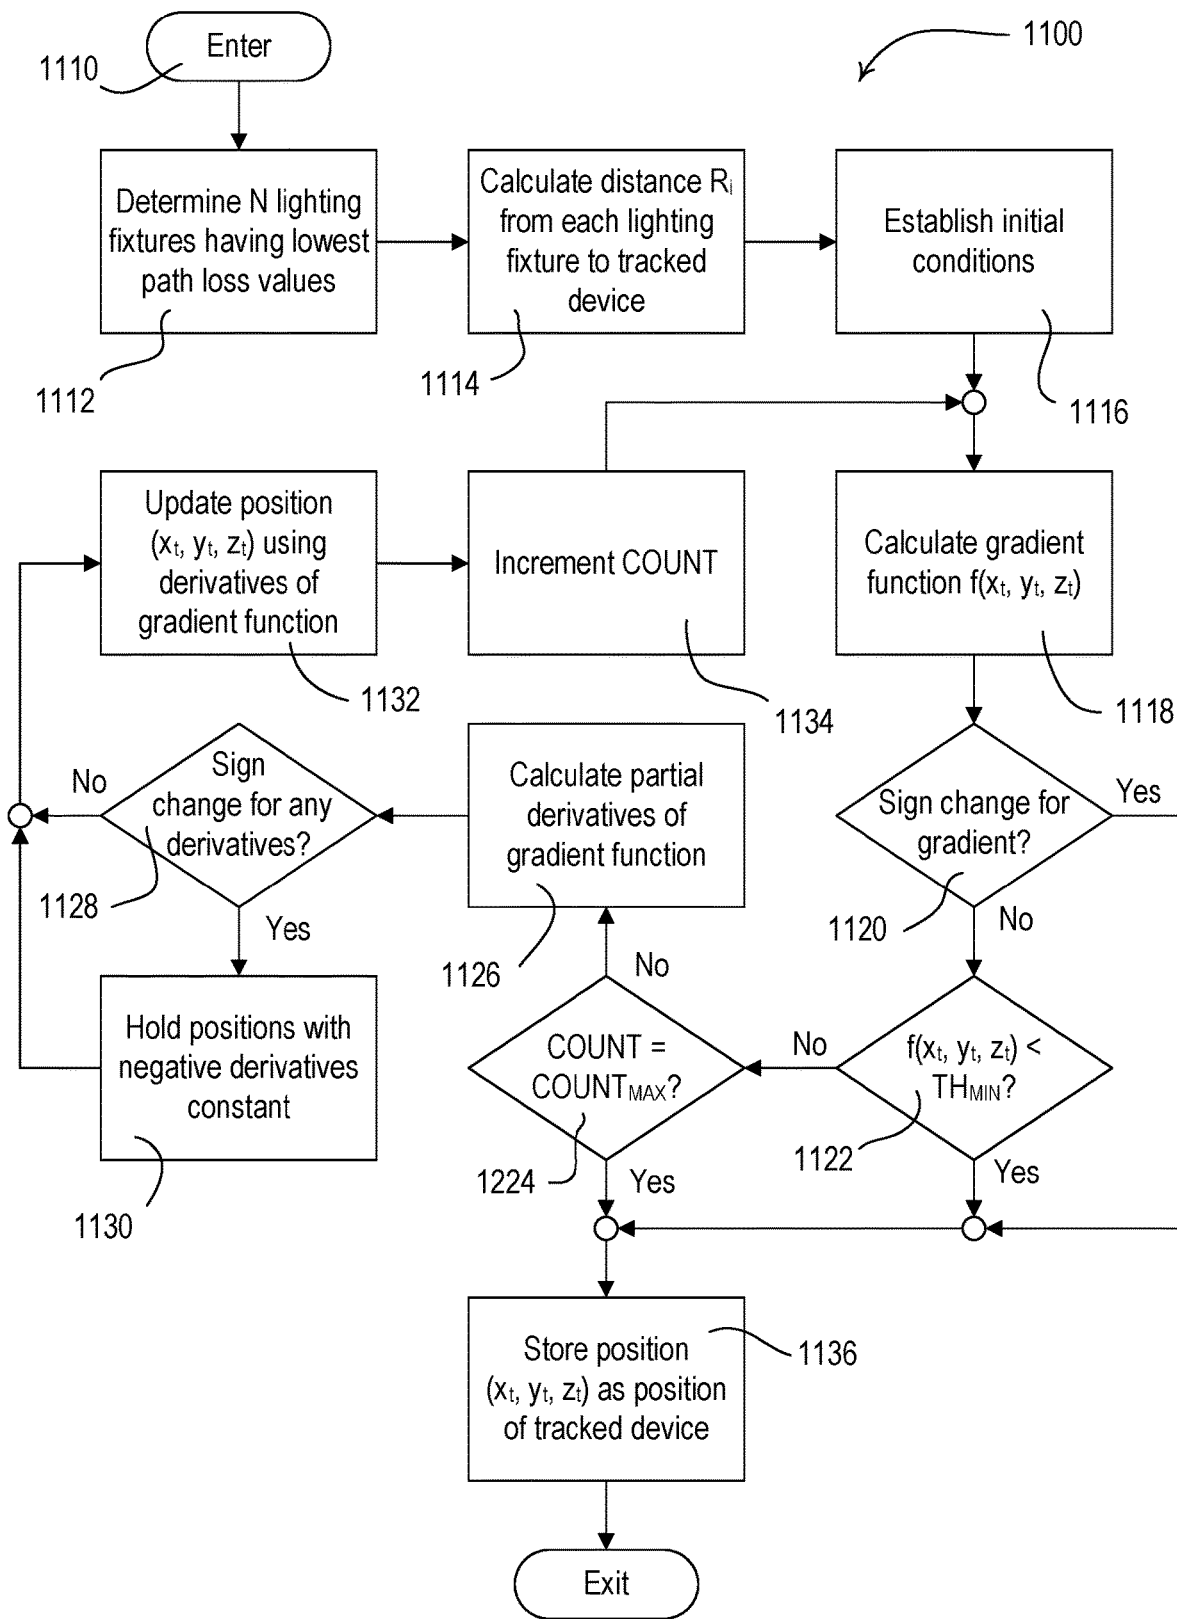 Enter
1100
1110
Determine N lighting
fixtures having lowest
path loss values
1112
Calculate distance Rᵢ
from each lighting
fixture to tracked
device
1114
Establish initial
conditions
1116
Update position
(xₜ, yₜ, zₜ) using
derivatives of
gradient function
1132
Increment COUNT
1134
Calculate gradient
function f(xₜ, yₜ, zₜ)
1118
No
Sign
change for any
derivatives?
1128
Yes
Calculate partial
derivatives of
gradient function
1126
No
Sign change for
gradient?
Yes
1120
No
Hold positions with
negative derivatives
constant
1130
COUNT =
COUNTMAX?
1224
Yes
No
f(xₜ, yₜ, zₜ) <
THMIN?
1122
Yes
Store position
(xₜ, yₜ, zₜ) as position
of tracked device
1136
Exit